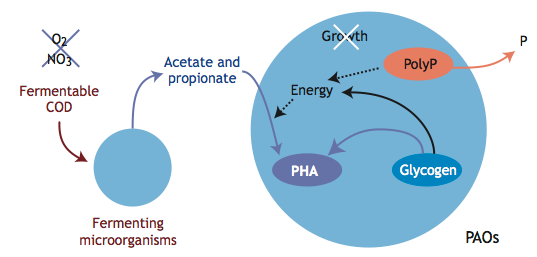 O2
NO3
Fermentable
COD
Acetate and
propionate
Fermenting
microorganisms
Growth
PolyP
P
Energy
PHA
Glycogen
PAOs